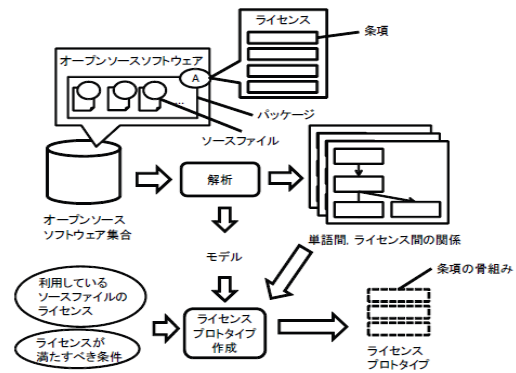 ライセンス
条項
オープンソースソフトウェア
A
...
パッケージ
ソースファイル
解析
オープンソース
ソフトウェア集合
単語間, ライセンス間の関係
モデル
条項の骨組み
利用している
ソースファイルの
ライセンス
ライセンスが
満たすべき条件
ライセンス
プロトタイプ
作成
ライセンス
プロトタイプ